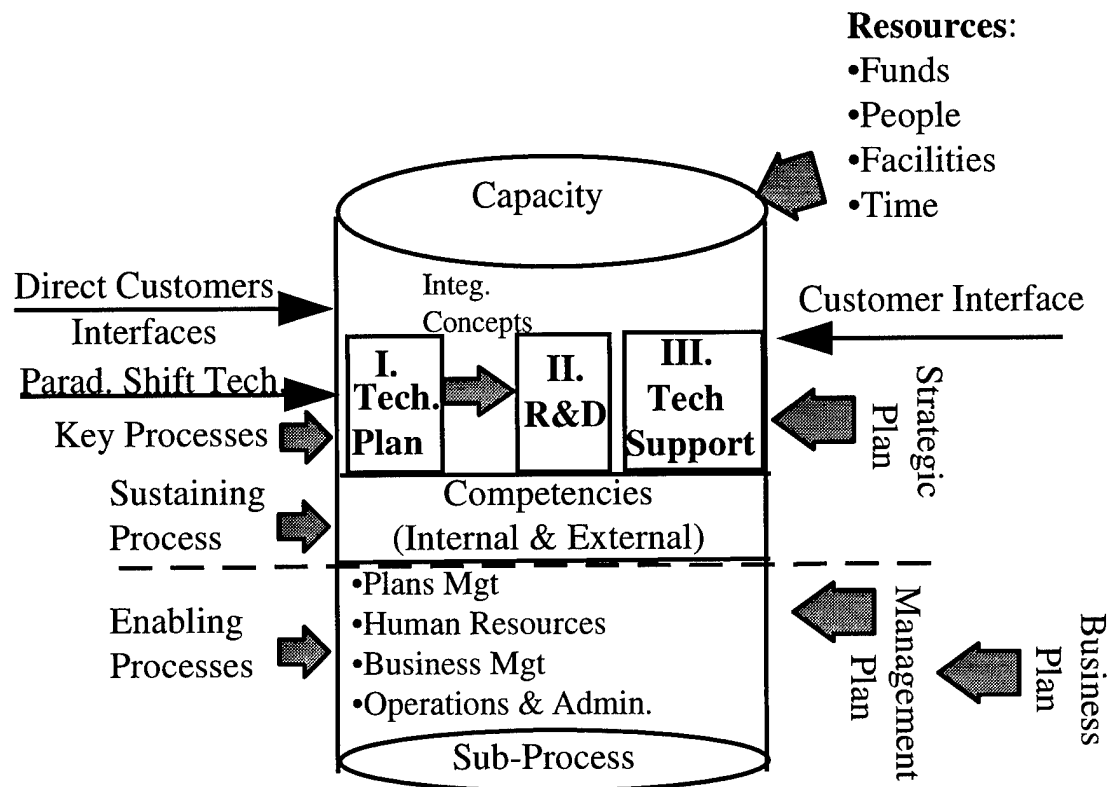 Resources:
•Funds
•People
•Facilities
•Time
Capacity
Direct Customers
Interfaces
Parad. Shift Tech.
Key Processes
Sustaining
Process
Enabling
Processes
Integ.
Concepts
I.
Tech.
Plan
II.
R&D
III.
Tech
Support
Competencies
(Internal & External)
•Plans Mgt
•Human Resources
•Business Mgt
•Operations & Admin.
Sub-Process
Customer Interface
Strategic
Plan
Management
Plan
Business
Plan